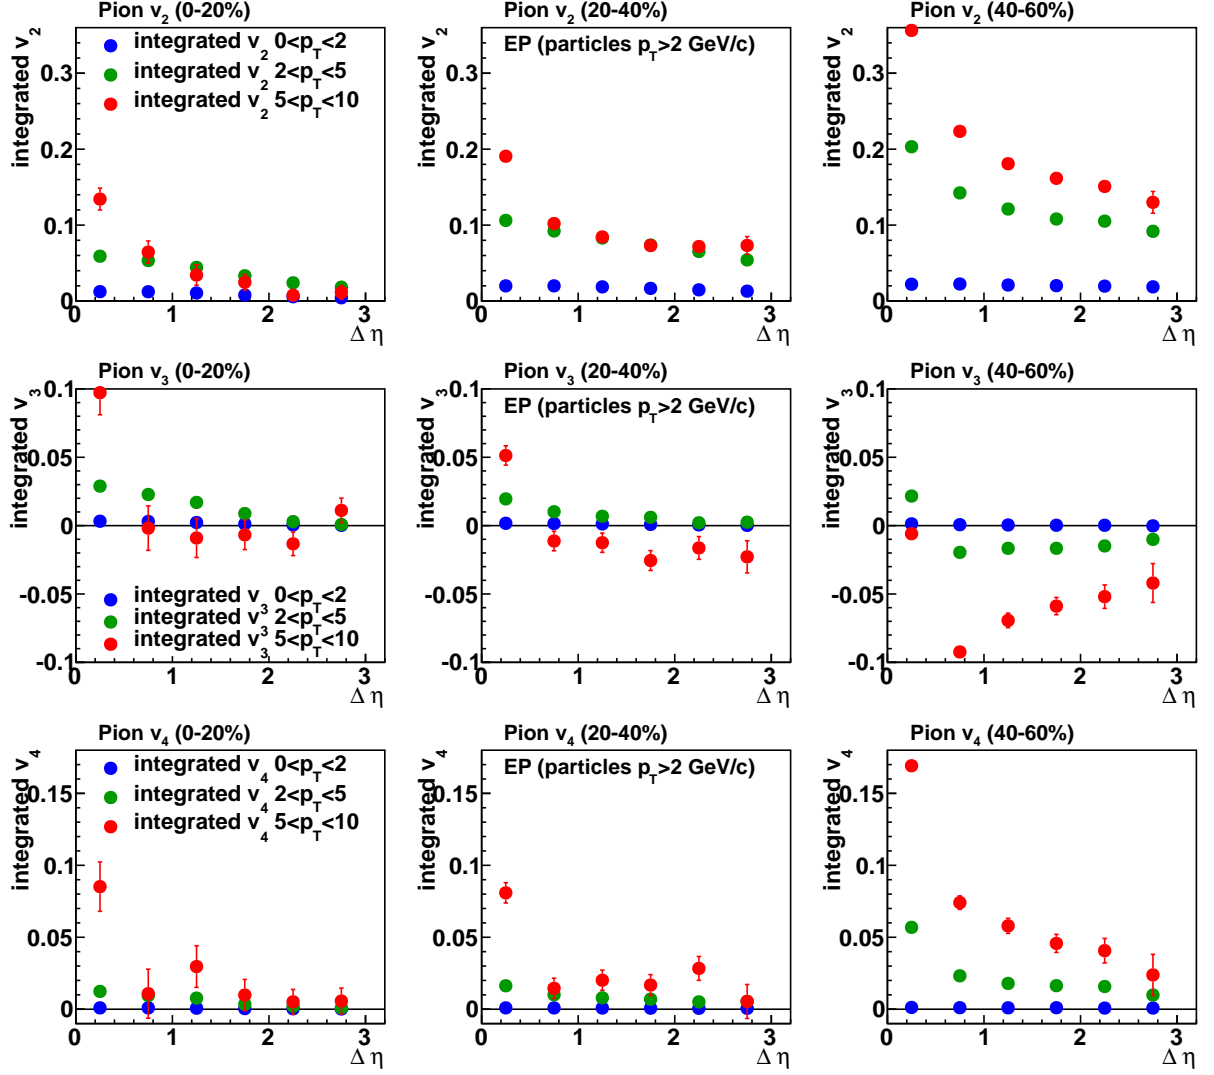 Pion v2 (0-20%)
integrated v2
integrated v2 0<pT<2
integrated v2 2<pT<5
integrated v2 5<pT<10
0.3
0.2
0.1
0
0 1 2 3
Δ η
Pion v2 (20-40%)
integrated v2
EP (particles pT>2 GeV/c)
0.3
0.2
0.1
0
0 1 2 3
Δ η
Pion v2 (40-60%)
integrated v2
0.3
0.2
0.1
0
0 1 2 3
Δ η
Pion v3 (0-20%)
integrated v3
0.1
0.05
0
-0.05
-0.1
integrated v3 0<pT<2
integrated v3 2<pT<5
integrated v3 5<pT<10
0 1 2 3
Δ η
Pion v3 (20-40%)
integrated v3
EP (particles pT>2 GeV/c)
0.1
0.05
0
-0.05
-0.1
0 1 2 3
Δ η
Pion v3 (40-60%)
integrated v3
0.1
0.05
0
-0.05
-0.1
0 1 2 3
Δ η
Pion v4 (0-20%)
integrated v4
integrated v4 0<pT<2
integrated v4 2<pT<5
integrated v4 5<pT<10
0.15
0.1
0.05
0
0 1 2 3
Δ η
Pion v4 (20-40%)
integrated v4
EP (particles pT>2 GeV/c)
0.15
0.1
0.05
0
0 1 2 3
Δ η
Pion v4 (40-60%)
integrated v4
0.15
0.1
0.05
0
0 1 2 3
Δ η